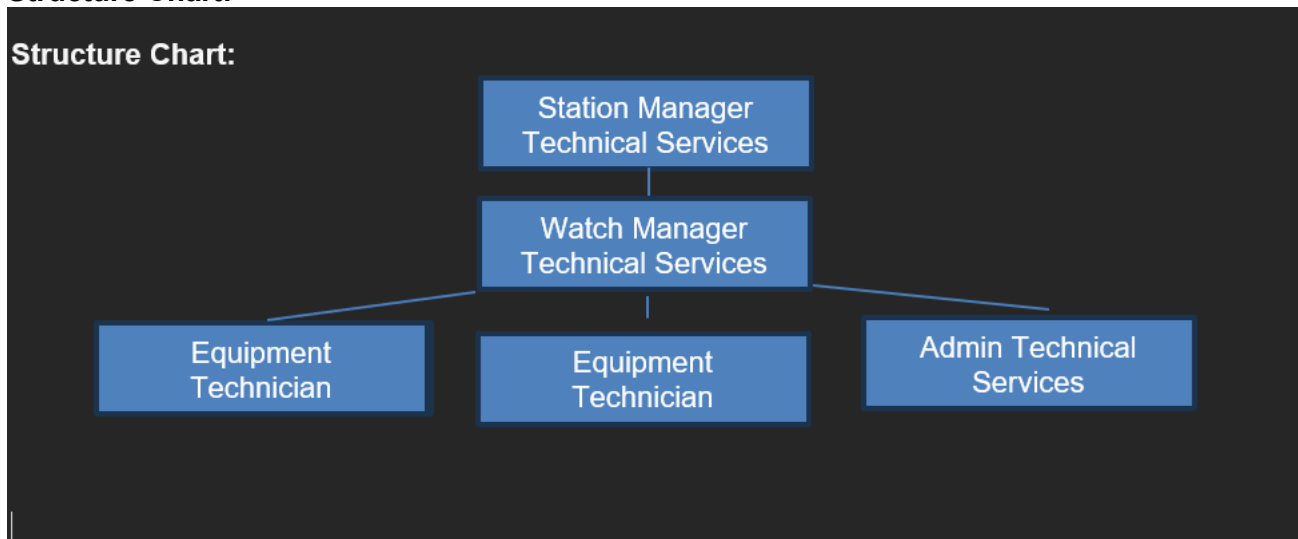 Structure Chart:
Station Manager
Technical Services
Watch Manager
Technical Services
Equipment
Technician
Equipment
Technician
Admin Technical
Services